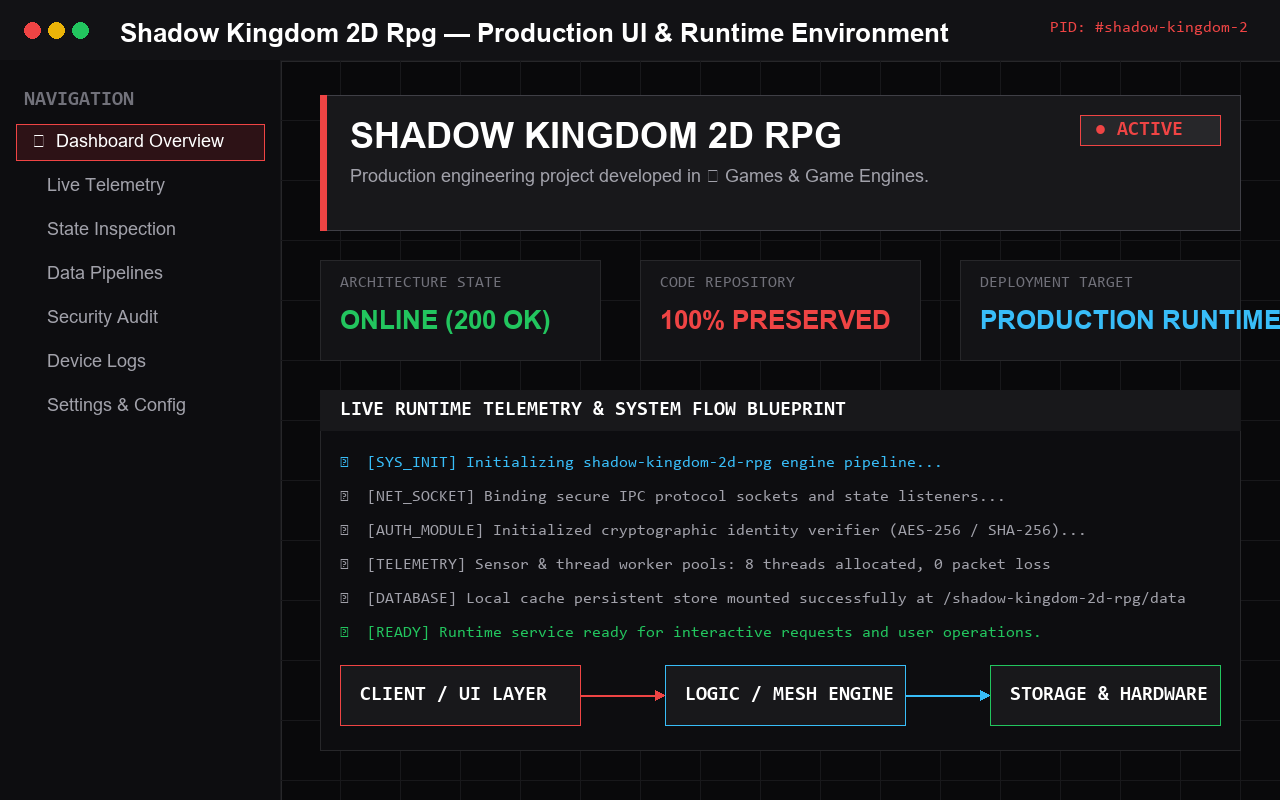 Shadow Kingdom 2D Rpg — Production UI & Runtime Environment
PID: #shadow-kingdom-2
NAVIGATION
Dashboard Overview
Live Telemetry
State Inspection
Data Pipelines
Security Audit
Device Logs
Settings & Config
SHADOW KINGDOM 2D RPG
● ACTIVE
Production engineering project developed in Games & Game Engines.
ARCHITECTURE STATE
ONLINE (200 OK)
CODE REPOSITORY
100% PRESERVED
DEPLOYMENT TARGET
PRODUCTION RUNTIME
LIVE RUNTIME TELEMETRY & SYSTEM FLOW BLUEPRINT
[SYS_INIT] Initializing shadow-kingdom-2d-rpg engine pipeline...
[NET_SOCKET] Binding secure IPC protocol sockets and state listeners...
[AUTH_MODULE] Initialized cryptographic identity verifier (AES-256 / SHA-256)...
[TELEMETRY] Sensor & thread worker pools: 8 threads allocated, 0 packet loss
[DATABASE] Local cache persistent store mounted successfully at /shadow-kingdom-2d-rpg/data
[READY] Runtime service ready for interactive requests and user operations.
CLIENT / UI LAYER
LOGIC / MESH ENGINE
STORAGE & HARDWARE